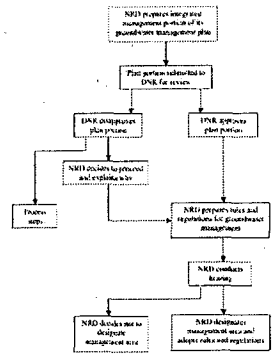 NRD prepares integrated
management portion of its
groundwater management plan
Plan portion submitted to
DNR for review
DNR disapproves
plan portion
DNR approves
plan portion
NRD decides to proceed
and explains why
Process
stops
NRD prepares rules and
regulations for groundwater
management
NRD conducts
hearing
NRD decides not to
designate
management area
NRD designates
management area and
adopts rules and regulations